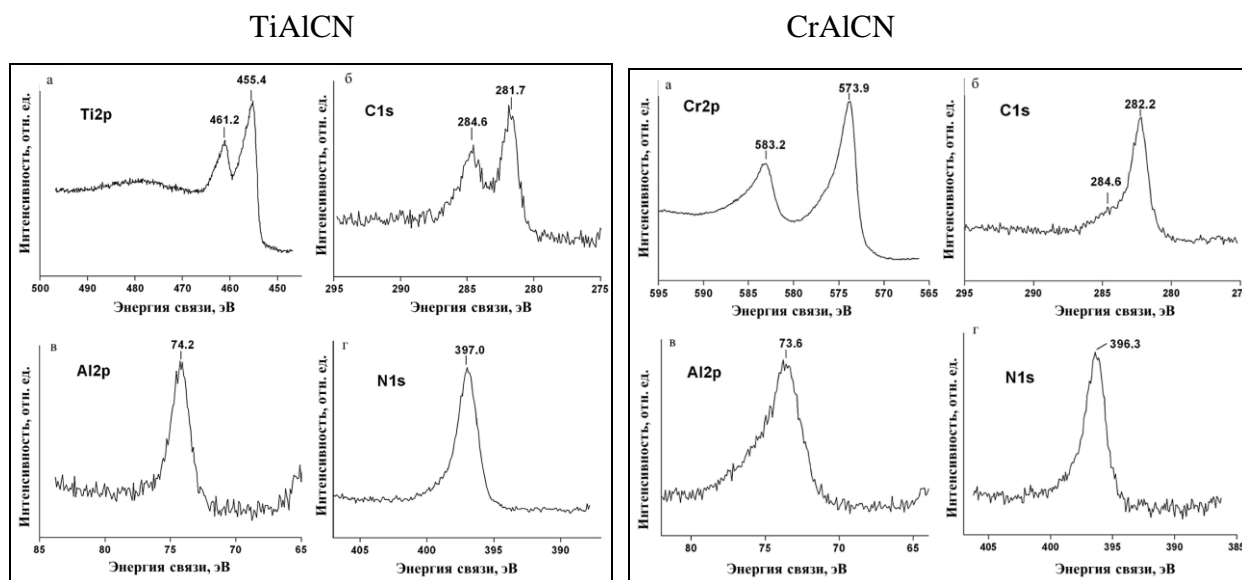 TiAlCN
CrAlCN
а
Ti2p
455.4
461.2
Интенсивность, отн. ед.
500 490 480 470 460 450
Энергия связи, эВ
б
C1s
281.7
284.6
Интенсивность, отн. ед.
295 290 285 280 275
Энергия связи, эВ
в
Al2p
74.2
Интенсивность, отн. ед.
85 80 75 70 65
Энергия связи, эВ
г
N1s
397.0
Интенсивность, отн. ед.
400 395 390
Энергия связи, эВ
а
Cr2p
573.9
583.2
Интенсивность, отн. ед.
595 590 585 580 575 570 565
Энергия связи, эВ
б
C1s
282.2
284.6
Интенсивность, отн. ед.
295 290 285 280 27
Энергия связи, эВ
в
Al2p
73.6
Интенсивность, отн. ед.
80 75 70 65
Энергия связи, эВ
г
N1s
396.3
Интенсивность, отн. ед.
405 400 395 390 385
Энергия связи, эВ